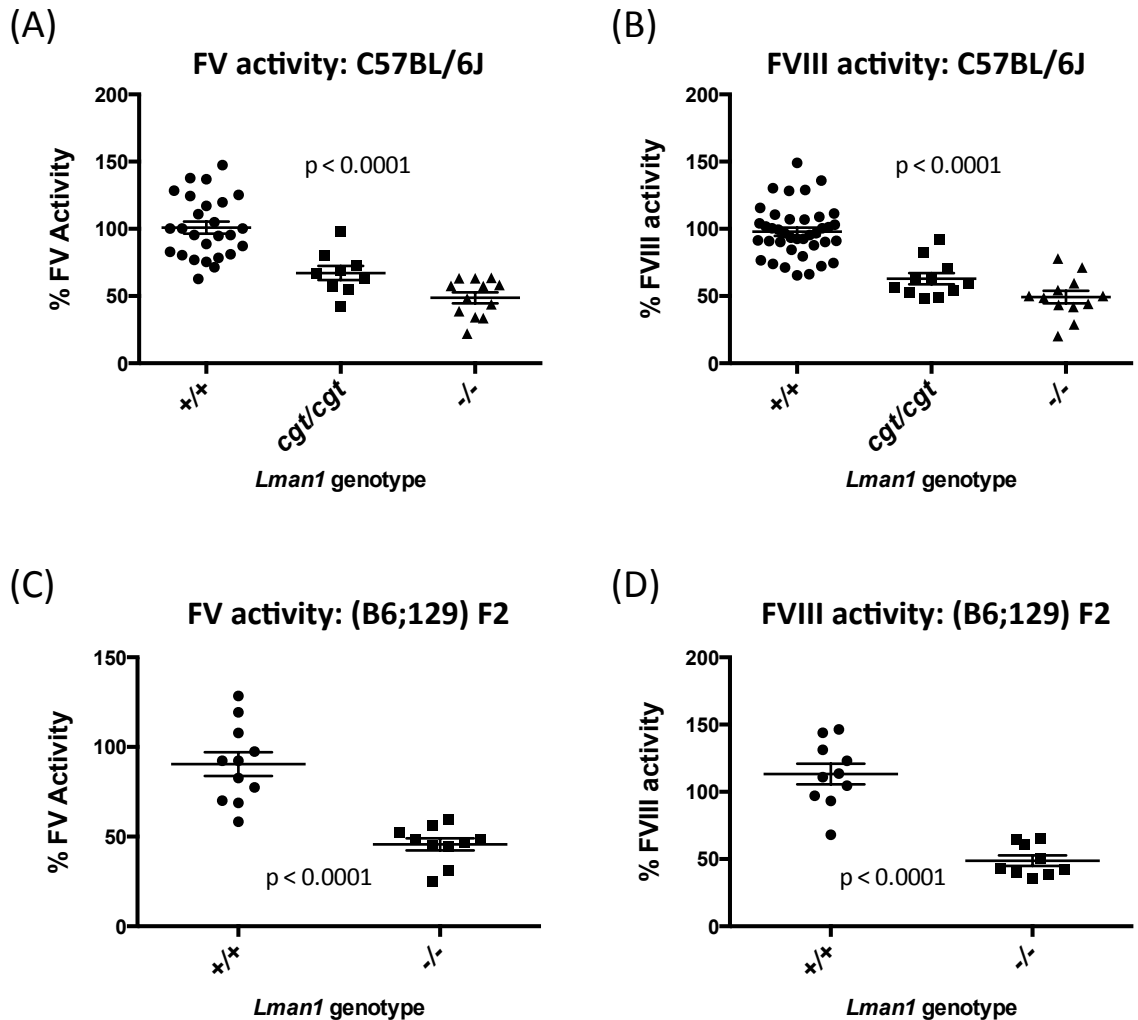 (A)
FV activity: C57BL/6J
% FV Activity
200
150
100
50
0
p < 0.0001
+/+
cgt/cgt
-/-
Lman1 genotype
(B)
FVIII activity: C57BL/6J
% FVIII activity
200
150
100
50
0
p < 0.0001
+/+
cgt/cgt
-/-
Lman1 genotype
(C)
FV activity: (B6;129) F2
% FV Activity
150
100
50
0
p < 0.0001
+/+
-/-
Lman1 genotype
(D)
FVIII activity: (B6;129) F2
% FVIII activity
200
150
100
50
0
p < 0.0001
+/+
-/-
Lman1 genotype